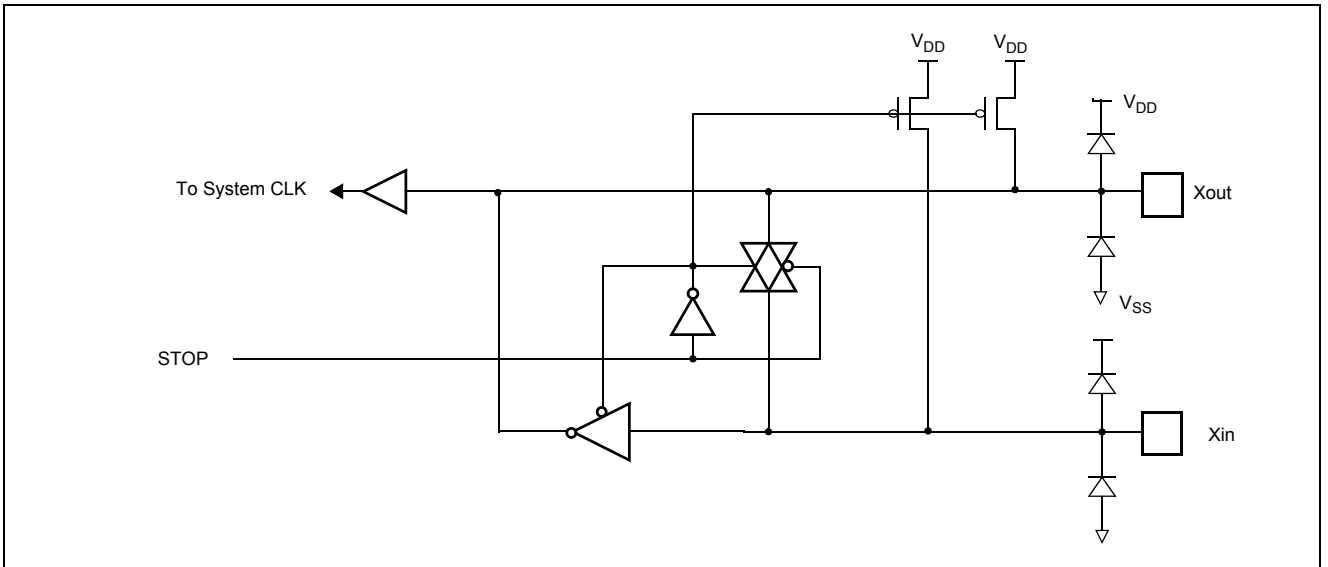 VDD VDD
VDD
To System CLK
Xout
VSS
STOP
Xin